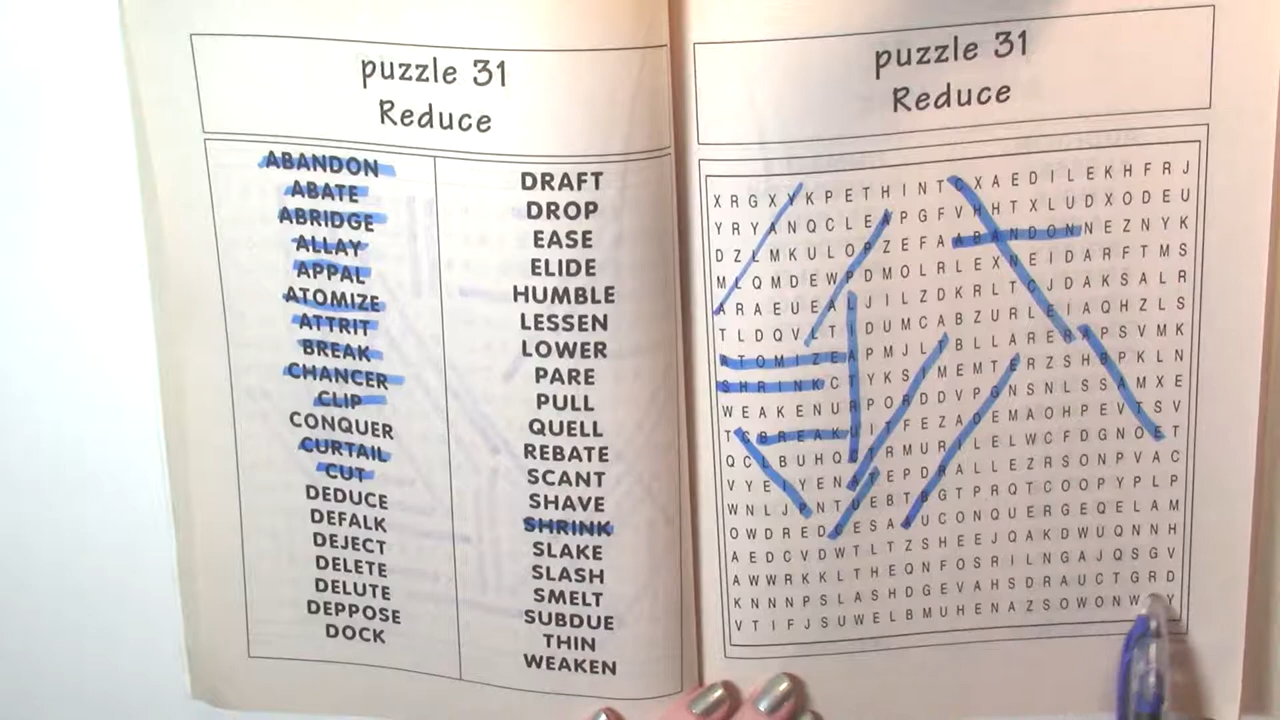 puzzle 31
Reduce
ABANDON
ABATE
ABRIDGE
ALLAY
APPAL
ATOMIZE
ATTRIT
BREAK
CHANCER
CLIP
CONQUER
CURTAIL
CUT
DEDUCE
DEFALK
DEJECT
DELETE
DELUTE
DEPPOSE
DOCK
DRAFT
DROP
EASE
ELIDE
HUMBLE
LESSEN
LOWER
PARE
PULL
QUELL
REBATE
SCANT
SHAVE
SHRINK
SLAKE
SLASH
SMELT
SUBDUE
THIN
WEAKEN
puzzle 31
Reduce
X R G X Y K P E T H I N T C X A E D I L E K H F R J
Y R Y A N Q C L E A P G F V H H T X L U D X O D E U
D Z L M K U L O P Z E F A A B A N D O N N E Z N Y K
M L Q M D E W P D M O L R L E X N E I D A R F T M S
A R A E U E A L J I L Z D K R L T C J D A K S A L R
T L D Q V L T I D U M C A B Z U R L E I A Q H Z L S
A T O M I Z E A P M J L T B L L A R E R A P S V M K
S H R I N K C T Y K S I M E M T E R Z S H B P K L N
W E A K E N U R P O R D D V P G N S N L S S A M X E
T C B R E A K U I T F E Z A D E M A O H P E V T S V
Q C L B U H Q C T R M U R I L E L W C F D G N O E T
V Y E I Y E N A T E P D R A L L E Z R S O N P V A C
W N L J P N T U E B T B G T P R Q T C O O P Y P L P
O W D R E D C E S A K U C O N Q U E R G E Q E L A M
A E D C V D W T L T Z S H E E J Q A K D W U Q N N H
A W W R K K L T H E Q N F O S R I L N G A J Q S G V
K N N N P S L A S H D G E V A H S D R A U C T G R D
V T I F J S U W E L B M U H E N A Z S O W O N W Y